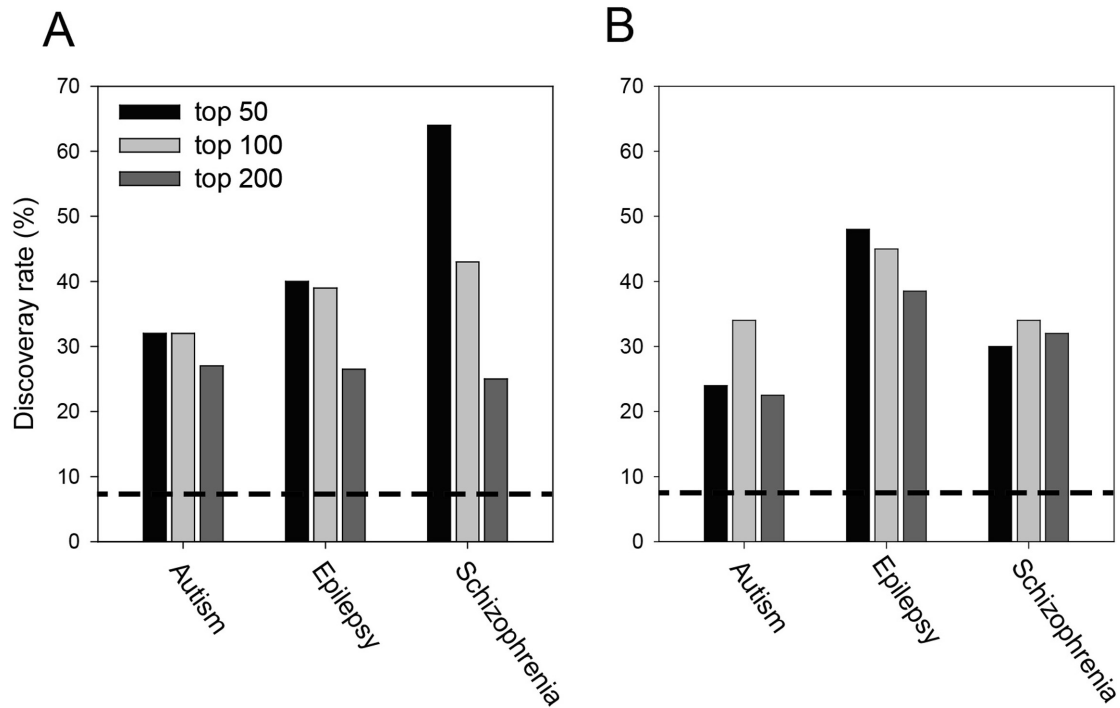 A
B
Discoveray rate (%)
70
60
50
40
30
20
10
0
top 50
top 100
top 200
Autism
Epilepsy
Schizophrenia
70
60
50
40
30
20
10
0
Autism
Epilepsy
Schizophrenia